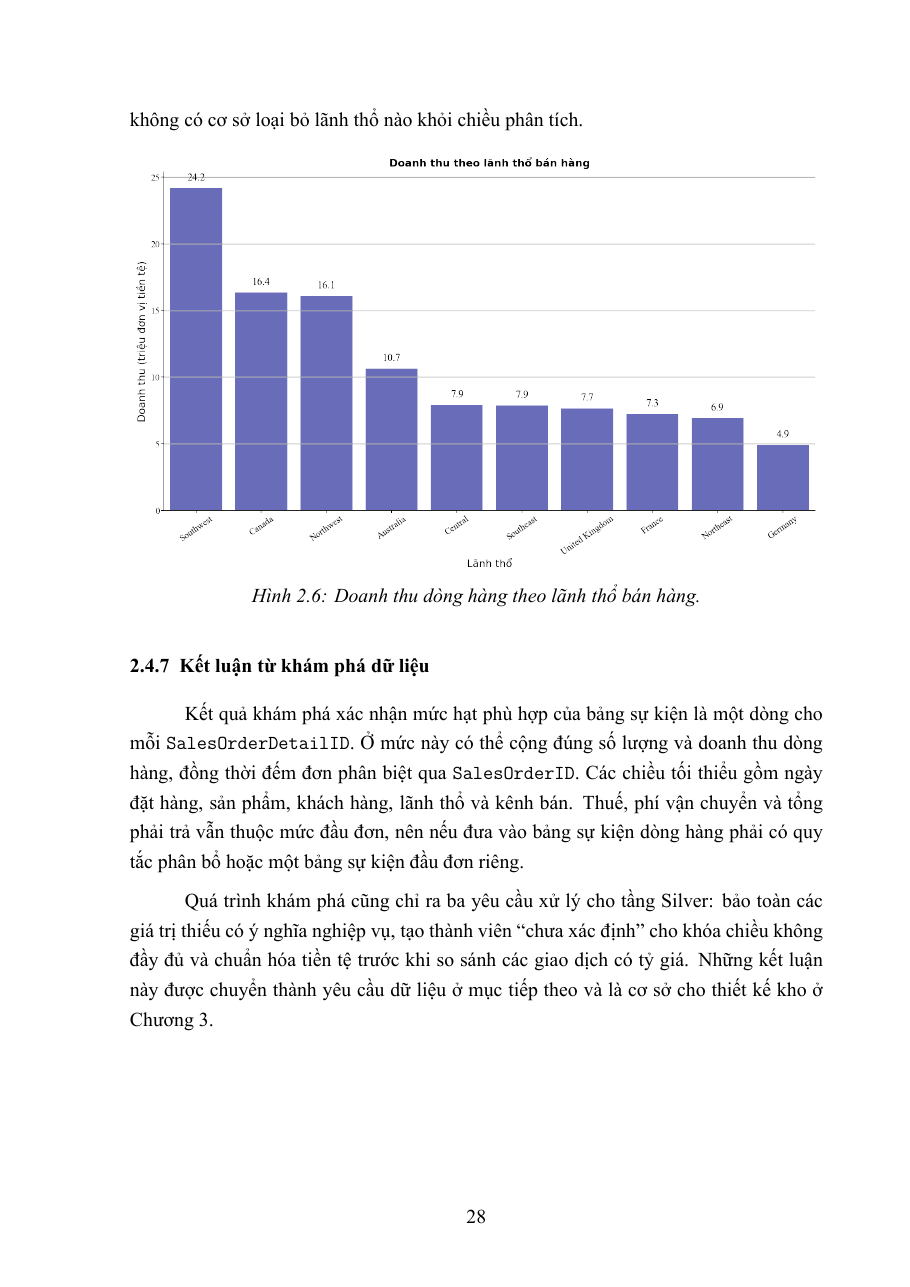 không có cơ sở loại bỏ lãnh thổ nào khỏi chiều phân tích.
Doanh thu theo lãnh thổ bán hàng
Doanh thu (triệu đơn vị tiền tệ)
25
20
15
10
5
0
24.2
16.4
16.1
10.7
7.9
7.9
7.7
7.3
6.9
4.9
Southwest
Canada
Northwest
Australia
Central
Southeast
United Kingdom
France
Northeast
Germany
Lãnh thổ
Hình 2.6: Doanh thu dòng hàng theo lãnh thổ bán hàng.
2.4.7 Kết luận từ khám phá dữ liệu
Kết quả khám phá xác nhận mức hạt phù hợp của bảng sự kiện là một dòng cho
mỗi SalesOrderDetailID. Ở mức này có thể cộng đúng số lượng và doanh thu dòng
hàng, đồng thời đếm đơn phân biệt qua SalesOrderID. Các chiều tối thiểu gồm ngày
đặt hàng, sản phẩm, khách hàng, lãnh thổ và kênh bán. Thuế, phí vận chuyển và tổng
phải trả vẫn thuộc mức đầu đơn, nên nếu đưa vào bảng sự kiện dòng hàng phải có quy
tắc phân bổ hoặc một bảng sự kiện đầu đơn riêng.
Quá trình khám phá cũng chỉ ra ba yêu cầu xử lý cho tầng Silver: bảo toàn các
giá trị thiếu có ý nghĩa nghiệp vụ, tạo thành viên “chưa xác định” cho khóa chiều không
đầy đủ và chuẩn hóa tiền tệ trước khi so sánh các giao dịch có tỷ giá. Những kết luận
này được chuyển thành yêu cầu dữ liệu ở mục tiếp theo và là cơ sở cho thiết kế kho ở
Chương 3.
28